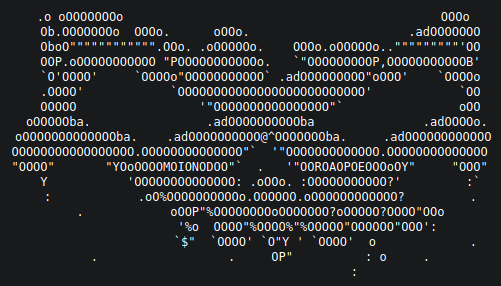 .o oOOOOOOOo                                            OOOo
Ob.OOOOOOOo  OOOo.      oOOo.                      .adOOOOOOO
OboO"""""""""""".OOo. .oOOOOOo.    OOOo.oOOOOOo.."""""""""'OO
OOP.oOOOOOOOOOOO "POOOOOOOOOOOo.   `"OOOOOOOOOP,OOOOOOOOOOOB'
`O'OOOO'     `OOOOo"OOOOOOOOOOO` .adOOOOOOOOO"oOOO'    `OOOOo
.OOOO'            `OOOOOOOOOOOOOOOOOOOOOOOOOO'            `OO
OOOOO                 '"OOOOOOOOOOOOOOOO"`                oOO
oOOOOOba.                .adOOOOOOOOOOba               .adOOOOo.
oOOOOOOOOOOOOOba.    .adOOOOOOOOOO@^OOOOOOOba.     .adOOOOOOOOOOOO
OOOOOOOOOOOOOOOOO.OOOOOOOOOOOOOO"`  '"OOOOOOOOOOOOO.OOOOOOOOOOOOOO
"OOOO"       "YOoOOOOMOIONODOO"`  .   '"OOROAOPOEOOOoOY"     "OOO"
Y           'OOOOOOOOOOOOOO: .oOOo. :OOOOOOOOOOO?'         :`
:            .oO%OOOOOOOOOOo.OOOOOO.oOOOOOOOOOOOO?         .
.            oOOP"%OOOOOOOOoOOOOOOO?oOOOOO?OOOO"OOo
'%o  OOOO"%OOOO%"%OOOOO"OOOOOO"OOO':
`$"  `OOOO' `O"Y ' `OOOO'  o             .
.                  .     OP"          : o     .
: